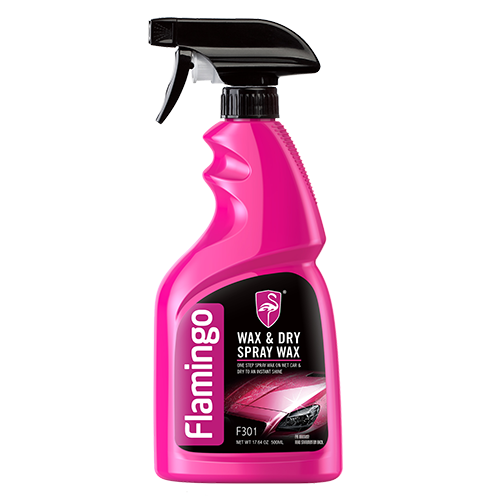 Flamingo
®
WAX & DRY
SPRAY WAX
ONE STEP SPRAY WAX ON WET CAR &
DRY TO AN INSTANT SHINE
F301
NET WT 17.64 OZ 500ML